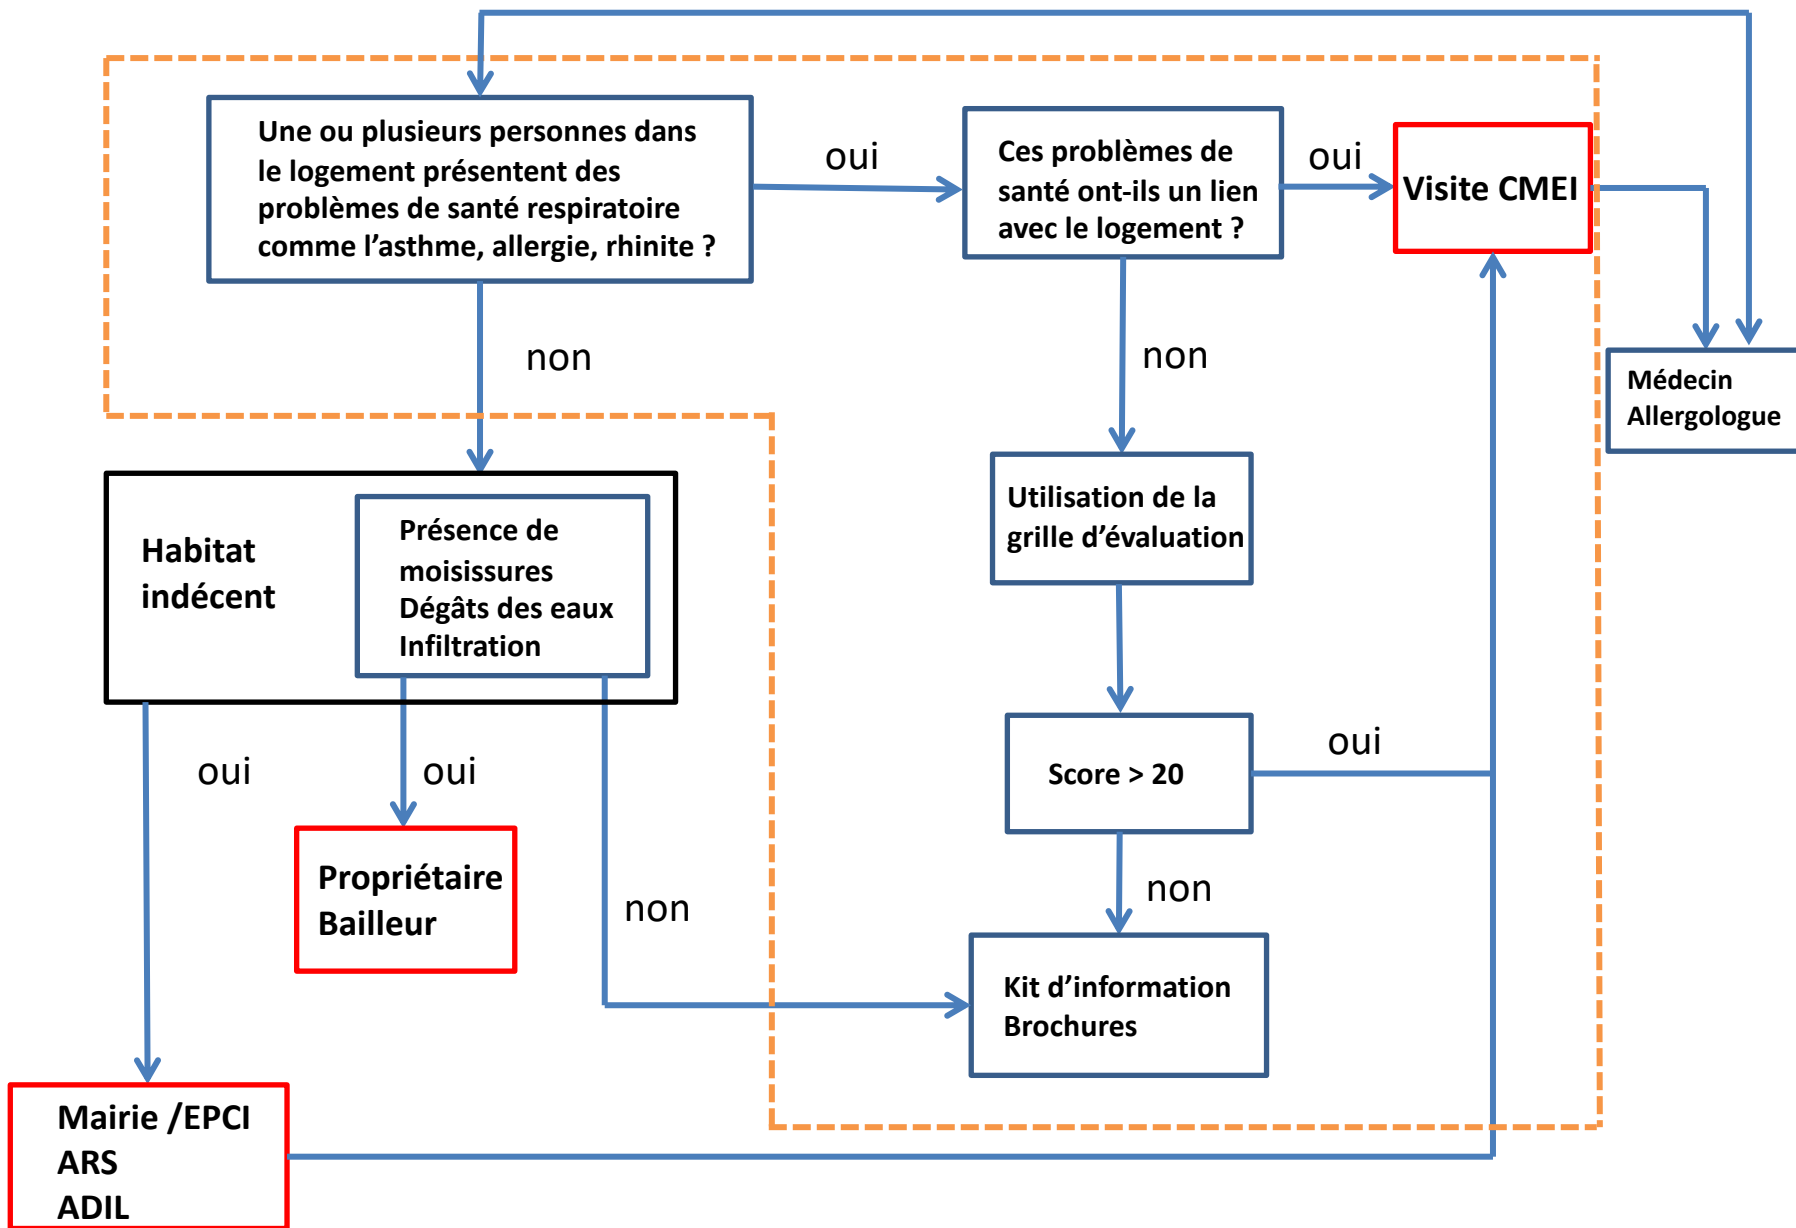 Une ou plusieurs personnes dans
le logement présentent des
problèmes de santé respiratoire
comme l’asthme, allergie, rhinite ?
oui
Ces problèmes de
santé ont-ils un lien
avec le logement ?
oui
Visite CMEI
non
non
Médecin
Allergologue
Habitat
indécent
Présence de
moisissures
Dégâts des eaux
Infiltration
Utilisation de la
grille d’évaluation
oui
oui
Score > 20
oui
Propriétaire
Bailleur
non
non
Kit d’information
Brochures
Mairie /EPCI
ARS
ADIL